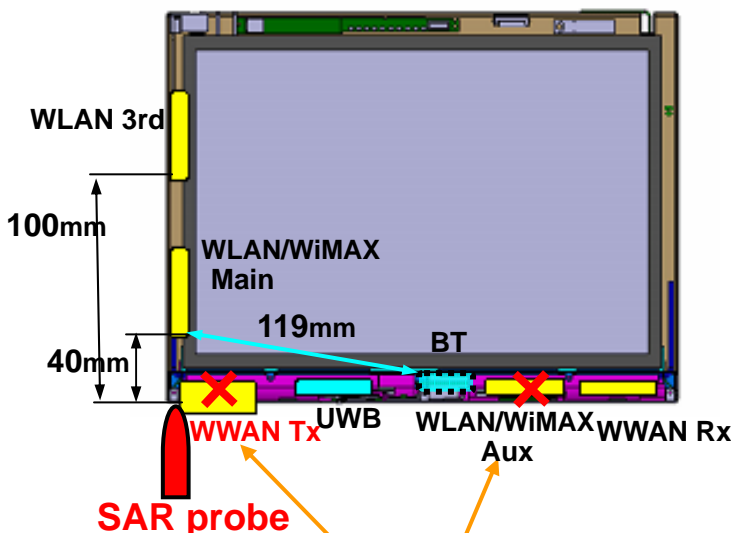 WLAN 3rd
100mm
WLAN/WiMAX
Main
119mm
BT
40mm
UWB
WLAN/WiMAX
Aux
WWAN Rx
WWAN Tx
SAR probe